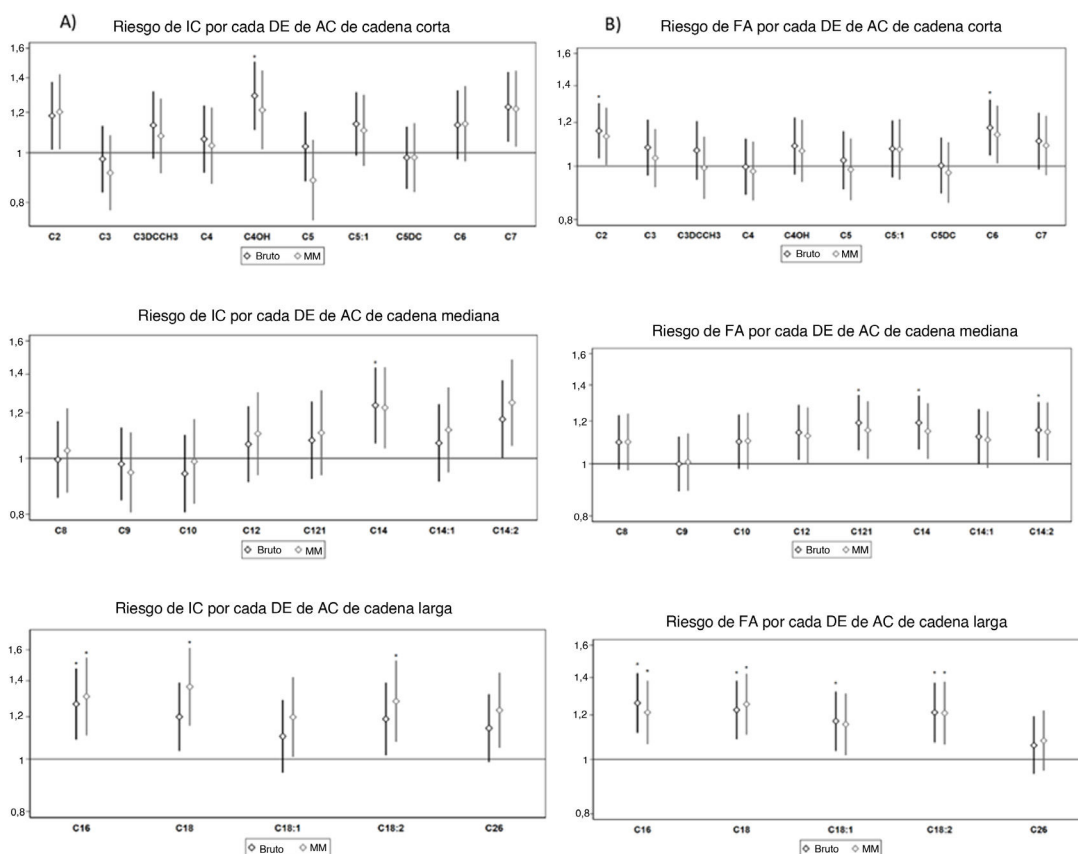 A)
Riesgo de IC por cada DE de AC de cadena corta
1,6
1,4
1,2
1
0,8
C2 C3 C3DCCH3 C4 C4OH C5 C5:1 C5DC C6 C7
Bruto MM
Riesgo de IC por cada DE de AC de cadena mediana
1,6
1,4
1,2
1
0,8
C8 C9 C10 C12 C121 C14 C14:1 C14:2
Bruto MM
Riesgo de IC por cada DE de AC de cadena larga
1,6
1,4
1,2
1
0,8
C16 C18 C18:1 C18:2 C26
Bruto MM
B)
Riesgo de FA por cada DE de AC de cadena corta
1,6
1,4
1,2
1
0,8
C2 C3 C3DCCH3 C4 C4OH C5 C5:1 C5DC C6 C7
Bruto MM
Riesgo de FA por cada DE de AC de cadena mediana
1,6
1,4
1,2
1
0,8
C8 C9 C10 C12 C121 C14 C14:1 C14:2
Bruto MM
Riesgo de FA por cada DE de AC de cadena larga
1,6
1,4
1,2
1
0,8
C16 C18 C18:1 C18:2 C26
Bruto MM